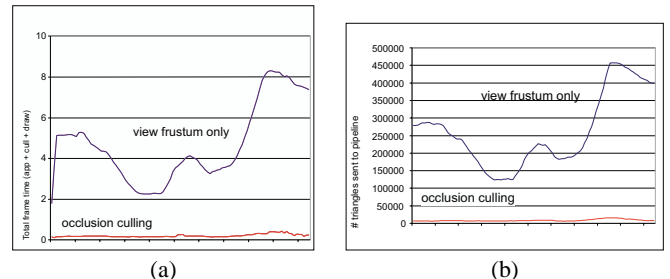 10
8
6
4
2
0
Total frame time (app + cull + draw)
view frustum only
occlusion culling
(a)
500000
450000
400000
350000
300000
250000
200000
150000
100000
50000
0
# triangles sent to pipeline
view frustum only
occlusion culling
(b)